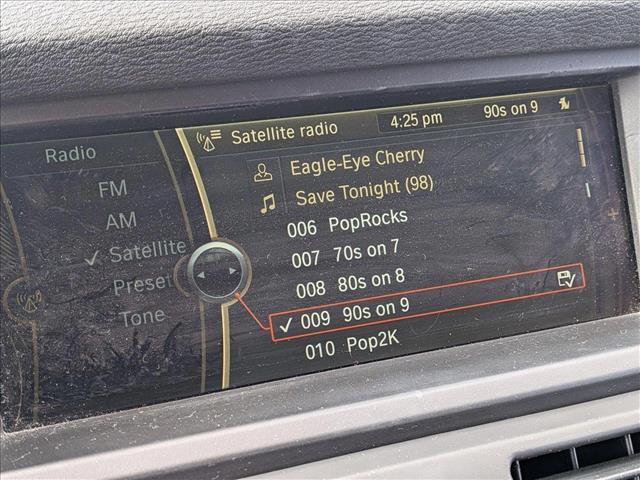 Radio
FM
AM
Satellite
Preset
Tone
Satellite radio
4:25 pm
90s on 9
Eagle-Eye Cherry
Save Tonight (98)
006 PopRocks
007 70s on 7
008 80s on 8
009 90s on 9
010 Pop2K